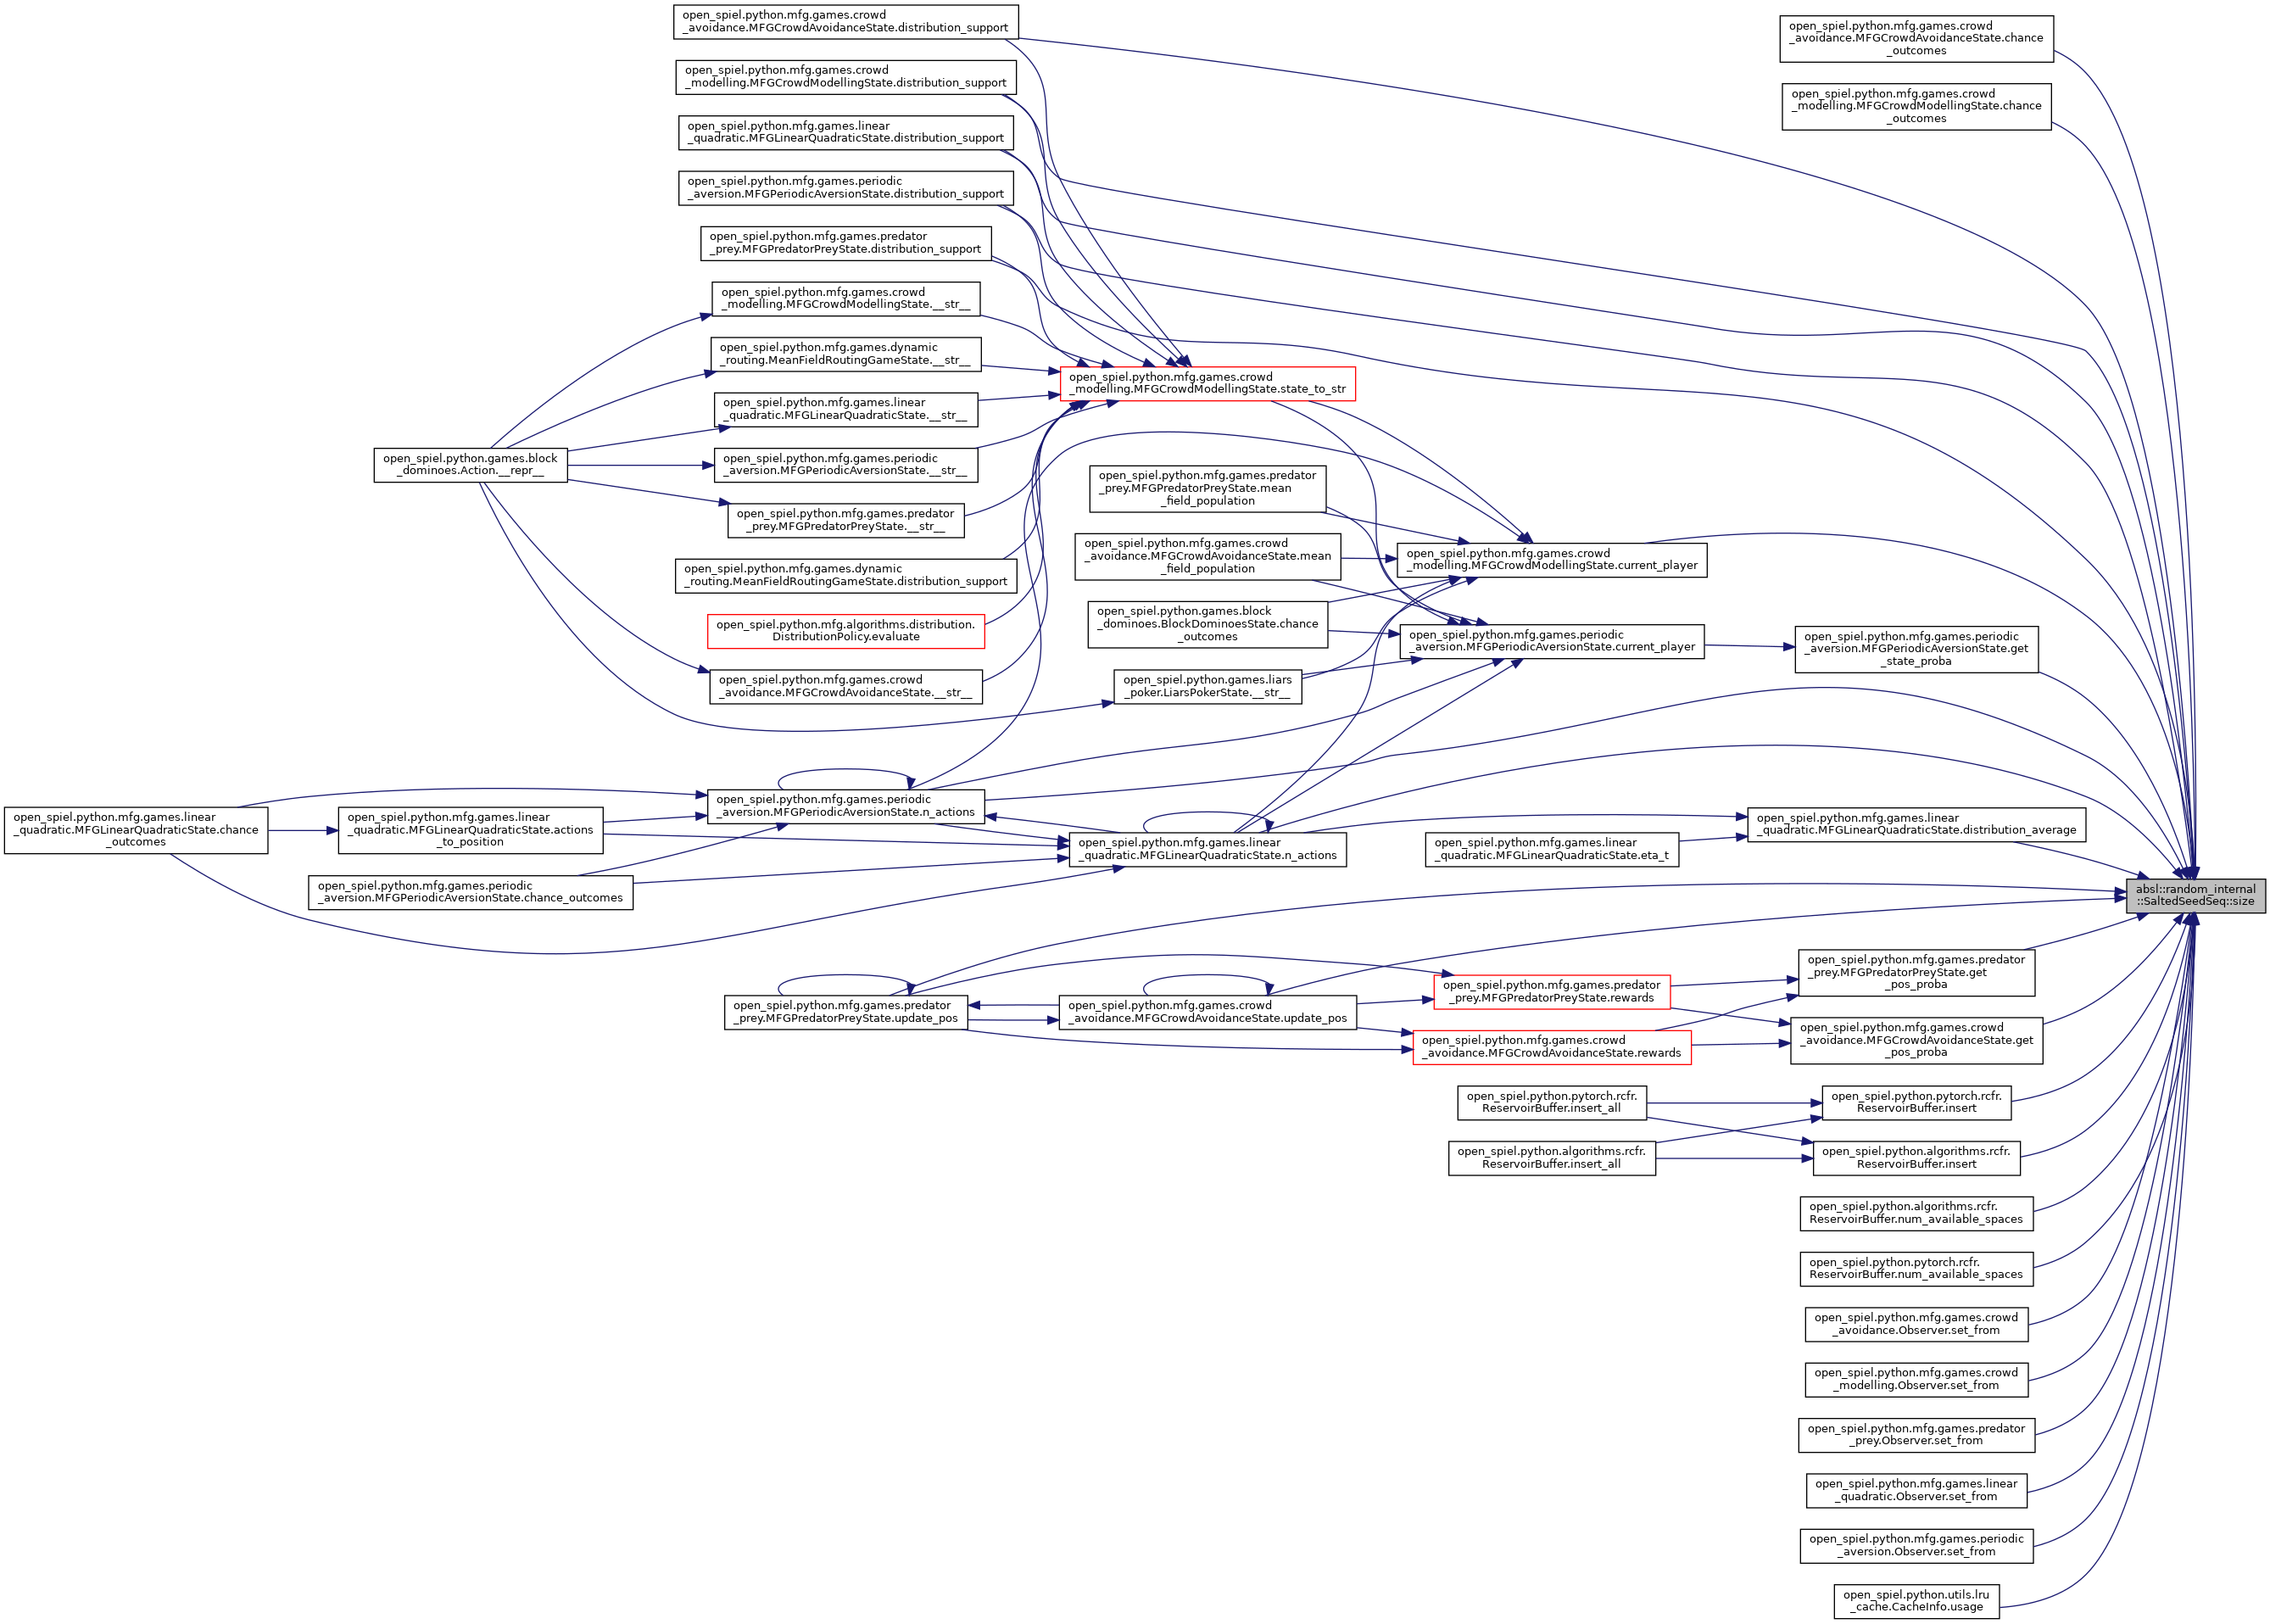 open_spiel.python.mfg.games.crowd
_avoidance.MFGCrowdAvoidanceState.distribution_support
open_spiel.python.mfg.games.crowd
_modelling.MFGCrowdModellingState.distribution_support
open_spiel.python.mfg.games.linear
_quadratic.MFGLinearQuadraticState.distribution_support
open_spiel.python.mfg.games.periodic
_aversion.MFGPeriodicAversionState.distribution_support
open_spiel.python.mfg.games.predator
_prey.MFGPredatorPreyState.distribution_support
open_spiel.python.mfg.games.crowd
_modelling.MFGCrowdModellingState.__str__
open_spiel.python.mfg.games.dynamic
_routing.MeanFieldRoutingGameState.__str__
open_spiel.python.mfg.games.linear
_quadratic.MFGLinearQuadraticState.__str__
open_spiel.python.games.block
_dominoes.Action.__repr__
open_spiel.python.mfg.games.periodic
_aversion.MFGPeriodicAversionState.__str__
open_spiel.python.mfg.games.predator
_prey.MFGPredatorPreyState.__str__
open_spiel.python.mfg.games.dynamic
_routing.MeanFieldRoutingGameState.distribution_support
open_spiel.python.mfg.algorithms.distribution.
DistributionPolicy.evaluate
open_spiel.python.mfg.games.crowd
_avoidance.MFGCrowdAvoidanceState.__str__
open_spiel.python.mfg.games.crowd
_modelling.MFGCrowdModellingState.state_to_str
open_spiel.python.mfg.games.predator
_prey.MFGPredatorPreyState.mean
_field_population
open_spiel.python.mfg.games.crowd
_avoidance.MFGCrowdAvoidanceState.mean
_field_population
open_spiel.python.games.block
_dominoes.BlockDominoesState.chance
_outcomes
open_spiel.python.games.liars
_poker.LiarsPokerState.__str__
open_spiel.python.mfg.games.crowd
_modelling.MFGCrowdModellingState.current_player
open_spiel.python.mfg.games.periodic
_aversion.MFGPeriodicAversionState.current_player
open_spiel.python.mfg.games.crowd
_avoidance.MFGCrowdAvoidanceState.chance
_outcomes
open_spiel.python.mfg.games.crowd
_modelling.MFGCrowdModellingState.chance
_outcomes
open_spiel.python.mfg.games.periodic
_aversion.MFGPeriodicAversionState.get
_state_proba
open_spiel.python.mfg.games.linear
_quadratic.MFGLinearQuadraticState.chance
_outcomes
open_spiel.python.mfg.games.linear
_quadratic.MFGLinearQuadraticState.actions
_to_position
open_spiel.python.mfg.games.periodic
_aversion.MFGPeriodicAversionState.chance_outcomes
open_spiel.python.mfg.games.periodic
_aversion.MFGPeriodicAversionState.n_actions
open_spiel.python.mfg.games.linear
_quadratic.MFGLinearQuadraticState.n_actions
open_spiel.python.mfg.games.linear
_quadratic.MFGLinearQuadraticState.eta_t
open_spiel.python.mfg.games.linear
_quadratic.MFGLinearQuadraticState.distribution_average
absl::random_internal
::SaltedSeedSeq::size
open_spiel.python.mfg.games.predator
_prey.MFGPredatorPreyState.update_pos
open_spiel.python.mfg.games.crowd
_avoidance.MFGCrowdAvoidanceState.update_pos
open_spiel.python.mfg.games.predator
_prey.MFGPredatorPreyState.rewards
open_spiel.python.mfg.games.crowd
_avoidance.MFGCrowdAvoidanceState.rewards
open_spiel.python.mfg.games.predator
_prey.MFGPredatorPreyState.get
_pos_proba
open_spiel.python.mfg.games.crowd
_avoidance.MFGCrowdAvoidanceState.get
_pos_proba
open_spiel.python.pytorch.rcfr.
ReservoirBuffer.insert_all
open_spiel.python.algorithms.rcfr.
ReservoirBuffer.insert_all
open_spiel.python.pytorch.rcfr.
ReservoirBuffer.insert
open_spiel.python.algorithms.rcfr.
ReservoirBuffer.insert
open_spiel.python.algorithms.rcfr.
ReservoirBuffer.num_available_spaces
open_spiel.python.pytorch.rcfr.
ReservoirBuffer.num_available_spaces
open_spiel.python.mfg.games.crowd
_avoidance.Observer.set_from
open_spiel.python.mfg.games.crowd
_modelling.Observer.set_from
open_spiel.python.mfg.games.predator
_prey.Observer.set_from
open_spiel.python.mfg.games.linear
_quadratic.Observer.set_from
open_spiel.python.mfg.games.periodic
_aversion.Observer.set_from
open_spiel.python.utils.lru
_cache.CacheInfo.usage